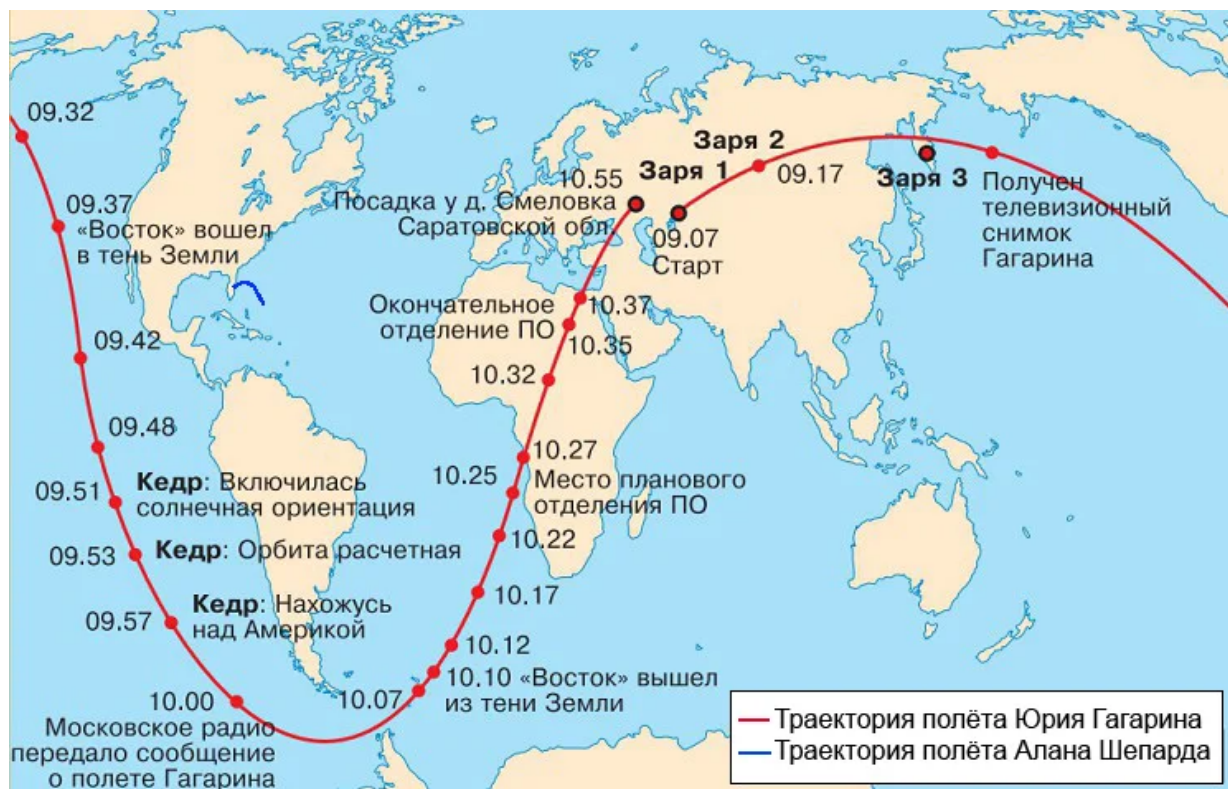 09.32
09.37
«Восток» вошел
в тень Земли
09.42
09.48
09.51
Кедр: Включилась
солнечная ориентация
09.53
Кедр: Орбита расчетная
09.57
Кедр: Нахожусь
над Америкой
10.00
Московское радио
передало сообщение
о полете Гагарина
10.07
10.10 «Восток» вышел
из тени Земли
10.12
10.17
10.22
10.25
10.27
Место планового
отделения ПО
10.32
10.35
Окончательное
отделение ПО
10.37
10.55
Посадка у д. Смеловка
Саратовской обл.
Заря 1
09.07
Старт
Заря 2
09.17
Заря 3
Получен
телевизионный
снимок
Гагарина
Траектория полёта Юрия Гагарина
Траектория полёта Алана Шепарда